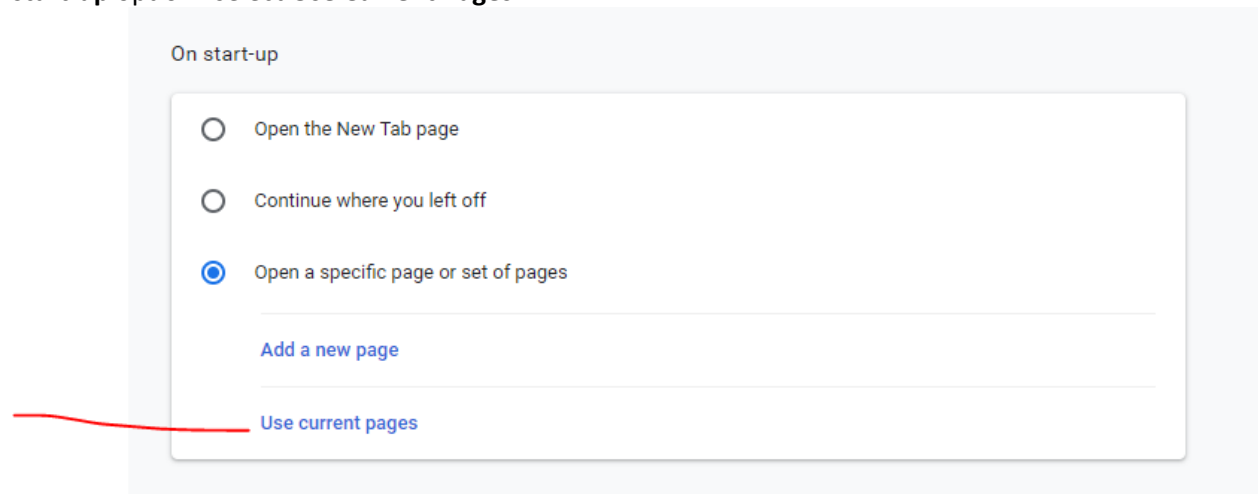 On start-up
Open the New Tab page
Continue where you left off
Open a specific page or set of pages
Add a new page
Use current pages